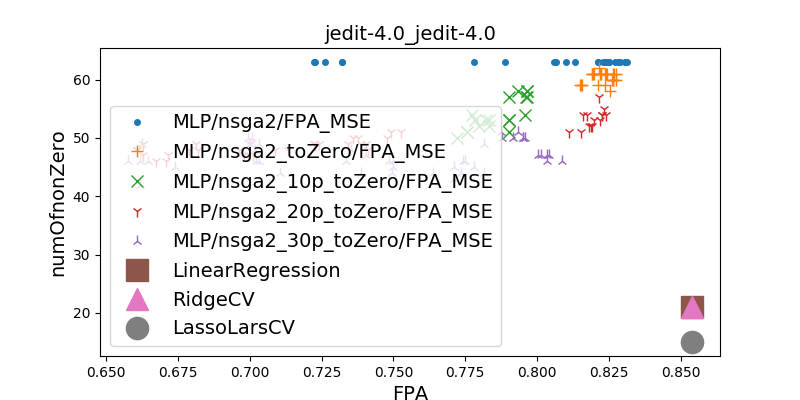 jedit-4.0_jedit-4.0
numOfnonZero
60
50
40
30
20
MLP/nsga2/FPA_MSE
MLP/nsga2_toZero/FPA_MSE
MLP/nsga2_10p_toZero/FPA_MSE
MLP/nsga2_20p_toZero/FPA_MSE
MLP/nsga2_30p_toZero/FPA_MSE
LinearRegression
RidgeCV
LassoLarsCV
0.650 0.675 0.700 0.725 0.750 0.775 0.800 0.825 0.850
FPA